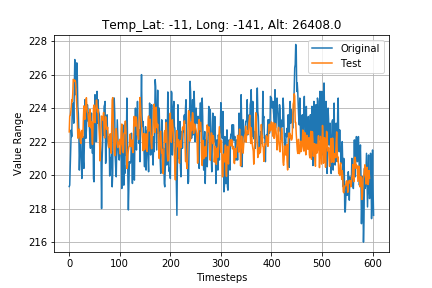 Temp_Lat: -11, Long: -141, Alt: 26408.0
Original
Test
228
226
224
222
220
218
216
Value Range
0
100
200
300
400
500
600
Timesteps